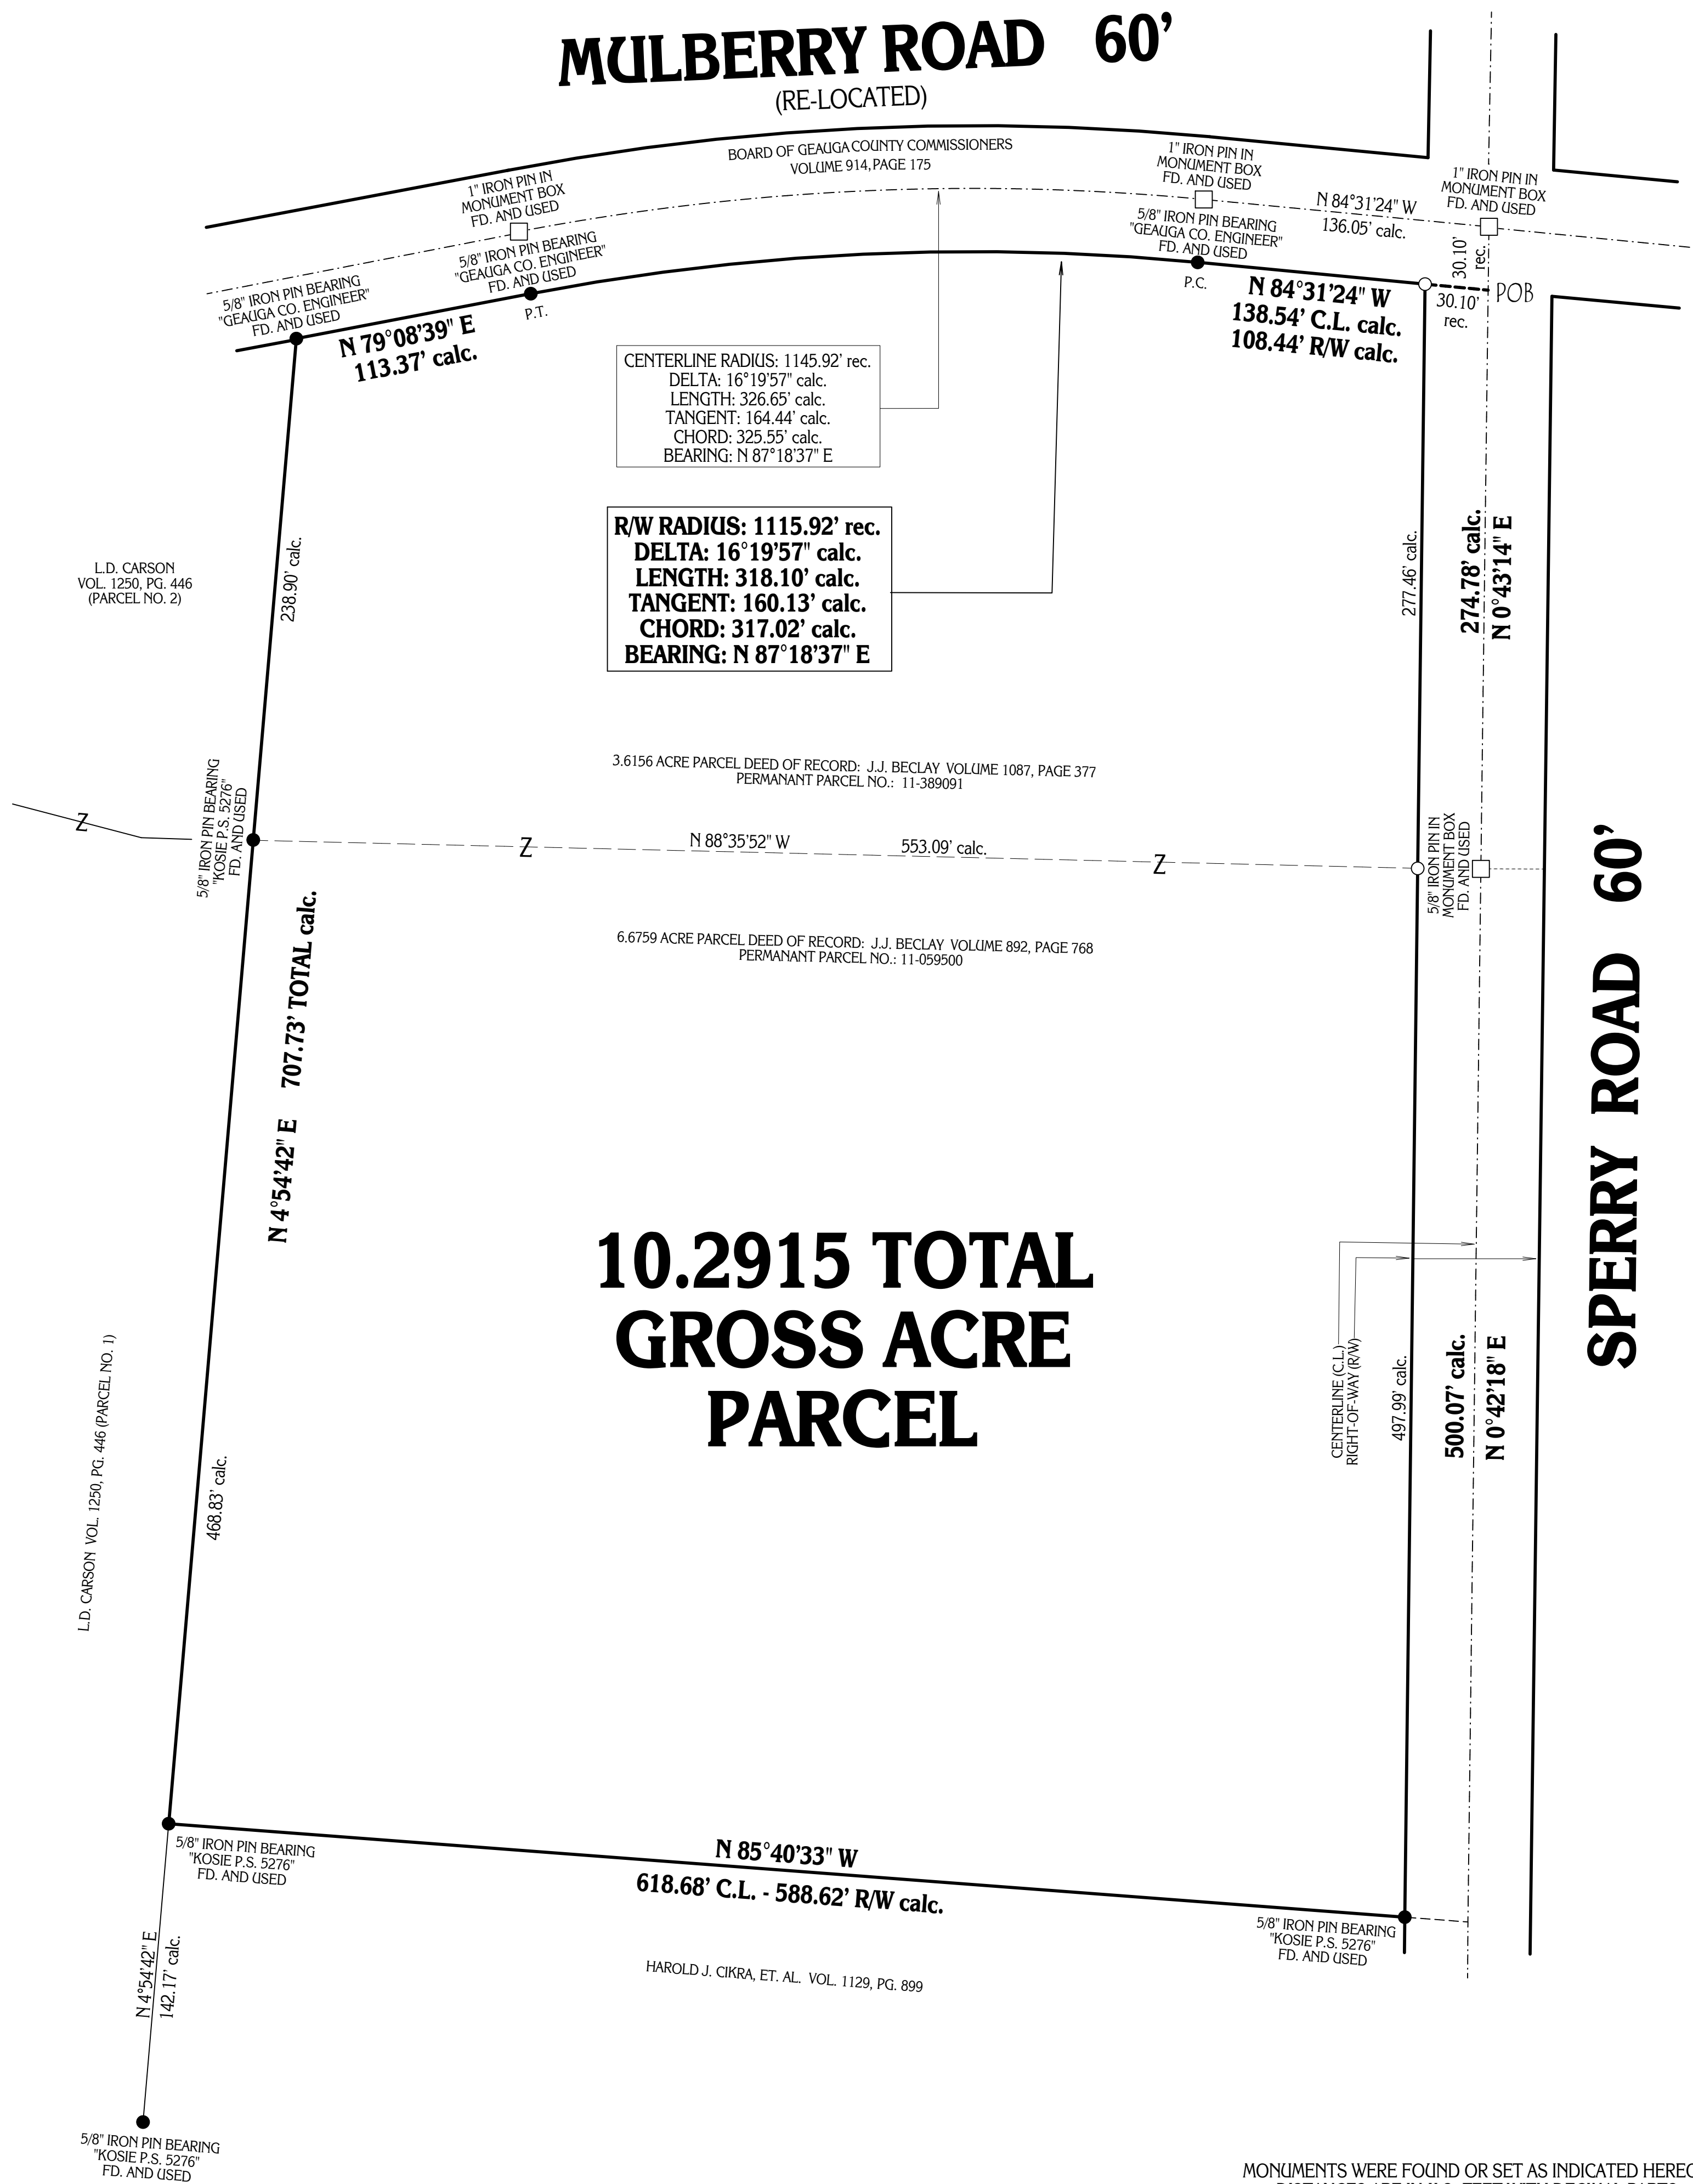 MULBERRY ROAD 60'
(RE-LOCATED)
BOARD OF GEAUGA COUNTY COMMISSIONERS
VOLUME 914, PAGE 175
1" IRON PIN IN
MONUMENT BOX
FD. AND USED
1" IRON PIN IN
MONUMENT BOX
FD. AND USED
1" IRON PIN IN
MONUMENT BOX
FD. AND USED
N 84°31'24" W
136.05' calc.
5/8" IRON PIN BEARING
"GEAUGA CO. ENGINEER"
FD. AND USED
5/8" IRON PIN BEARING
"GEAUGA CO. ENGINEER"
FD. AND USED
5/8" IRON PIN BEARING
"GEAUGA CO. ENGINEER"
FD. AND USED
30.10'
rec.
POB
30.10'
rec.
P.T.
P.C.
N 79°08'39" E
113.37' calc.
N 84°31'24" W
138.54' C.L. calc.
108.44' R/W calc.
CENTERLINE RADIUS: 1145.92' rec.
DELTA: 16°19'57" calc.
LENGTH: 326.65' calc.
TANGENT: 164.44' calc.
CHORD: 325.55' calc.
BEARING: N 87°18'37" E
R/W RADIUS: 1115.92' rec.
DELTA: 16°19'57" calc.
LENGTH: 318.10' calc.
TANGENT: 160.13' calc.
CHORD: 317.02' calc.
BEARING: N 87°18'37" E
L.D. CARSON
VOL. 1250, PG. 446
(PARCEL NO. 2)
238.90' calc.
277.46' calc.
274.78' calc.
N 0°43'14" E
3.6156 ACRE PARCEL DEED OF RECORD: J.J. BECLAY VOLUME 1087, PAGE 377
PERMANANT PARCEL NO.: 11-389091
5/8" IRON PIN BEARING
"KOSIE P.S. 5276"
FD. AND USED
Z
Z
N 88°35'52" W
553.09' calc.
Z
5/8" IRON PIN IN
MONUMENT BOX
FD. AND USED
6.6759 ACRE PARCEL DEED OF RECORD: J.J. BECLAY VOLUME 892, PAGE 768
PERMANANT PARCEL NO.: 11-059500
SPERRY ROAD 60'
N 4°54'42" E 707.73' TOTAL calc.
10.2915 TOTAL
GROSS ACRE
PARCEL
CENTERLINE (C.L.)
RIGHT-OF-WAY (R/W)
497.99' calc.
500.07' calc.
N 0°42'18" E
L.D. CARSON VOL. 1250, PG. 446 (PARCEL NO. 1)
468.83' calc.
5/8" IRON PIN BEARING
"KOSIE P.S. 5276"
FD. AND USED
N 85°40'33" W
618.68' C.L. - 588.62' R/W calc.
5/8" IRON PIN BEARING
"KOSIE P.S. 5276"
FD. AND USED
HAROLD J. CIKRA, ET. AL. VOL. 1129, PG. 899
N 4°54'42" E
142.17' calc.
5/8" IRON PIN BEARING
"KOSIE P.S. 5276"
FD. AND USED
MONUMENTS WERE FOUND OR SET AS INDICATED